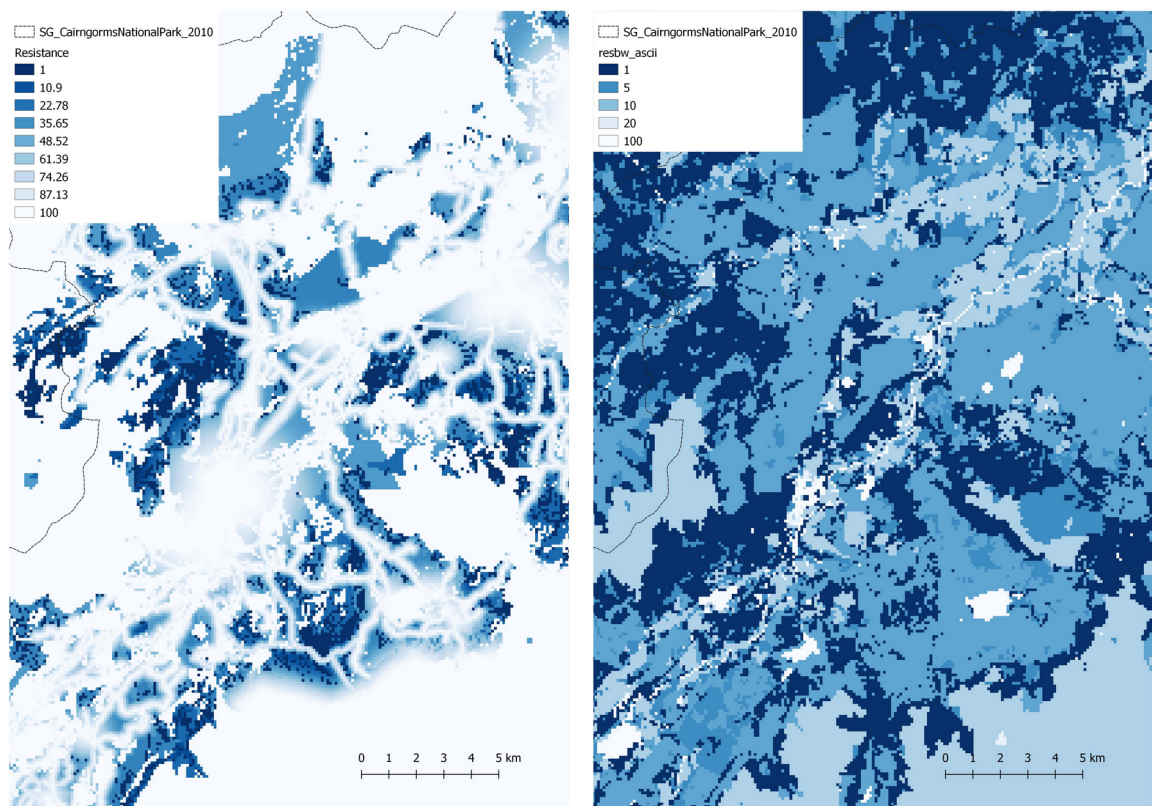 SG_CairngormsNationalPark_2010
Resistance
1
10.9
22.78
35.65
48.52
61.39
74.26
87.13
100
0 1 2 3 4 5 km
SG_CairngormsNationalPark_2010
resbw_ascii
1
5
10
20
100
0 1 2 3 4 5 km